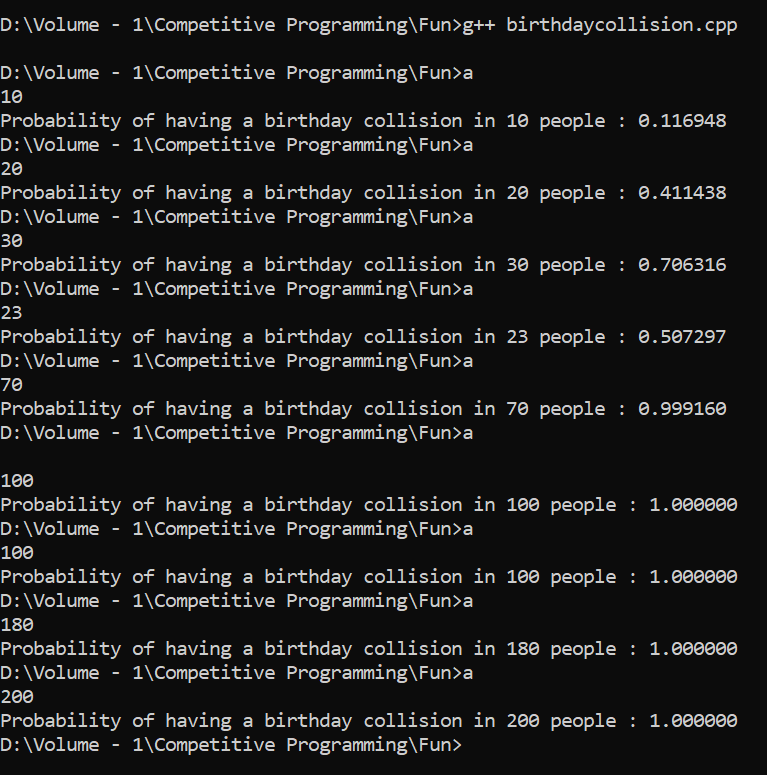 D:\Volume - 1\Competitive Programming\Fun>g++ birthdaycollision.cpp
D:\Volume - 1\Competitive Programming\Fun>a
10
Probability of having a birthday collision in 10 people : 0.116948
D:\Volume - 1\Competitive Programming\Fun>a
20
Probability of having a birthday collision in 20 people : 0.411438
D:\Volume - 1\Competitive Programming\Fun>a
30
Probability of having a birthday collision in 30 people : 0.706316
D:\Volume - 1\Competitive Programming\Fun>a
23
Probability of having a birthday collision in 23 people : 0.507297
D:\Volume - 1\Competitive Programming\Fun>a
70
Probability of having a birthday collision in 70 people : 0.999160
D:\Volume - 1\Competitive Programming\Fun>a
100
Probability of having a birthday collision in 100 people : 1.000000
D:\Volume - 1\Competitive Programming\Fun>a
100
Probability of having a birthday collision in 100 people : 1.000000
D:\Volume - 1\Competitive Programming\Fun>a
180
Probability of having a birthday collision in 180 people : 1.000000
D:\Volume - 1\Competitive Programming\Fun>a
200
Probability of having a birthday collision in 200 people : 1.000000
D:\Volume - 1\Competitive Programming\Fun>